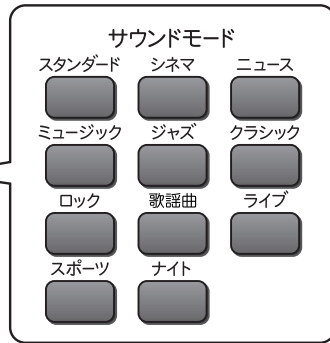 サウンドモード
スタンダード シネマ ニュース
ミュージック ジャズ クラシック
ロック 歌謡曲 ライブ
スポーツ ナイト